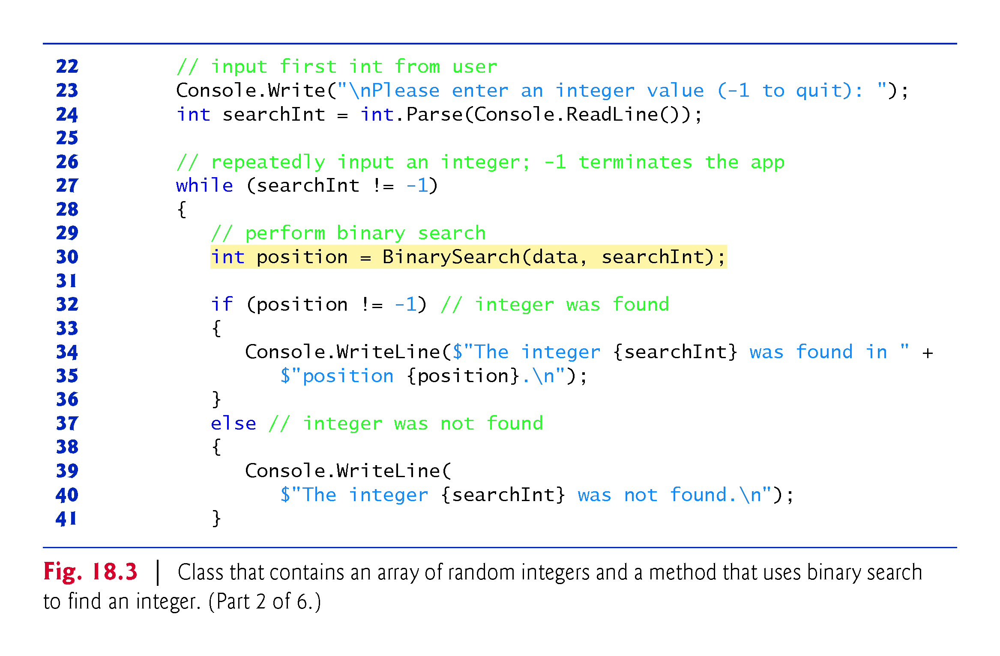 22 // input first int from user
23 Console.Write("\nPlease enter an integer value (-1 to quit): ");
24 int searchInt = int.Parse(Console.ReadLine());
25
26 // repeatedly input an integer; -1 terminates the app
27 while (searchInt != -1)
28 {
29 // perform binary search
30 int position = BinarySearch(data, searchInt);
31
32 if (position != -1) // integer was found
33 {
34 Console.WriteLine($"The integer {searchInt} was found in " +
35 $"position {position}.\n");
36 }
37 else // integer was not found
38 {
39 Console.WriteLine(
40 $"The integer {searchInt} was not found.\n");
41 }
Fig. 18.3 | Class that contains an array of random integers and a method that uses binary search
to find an integer. (Part 2 of 6.)